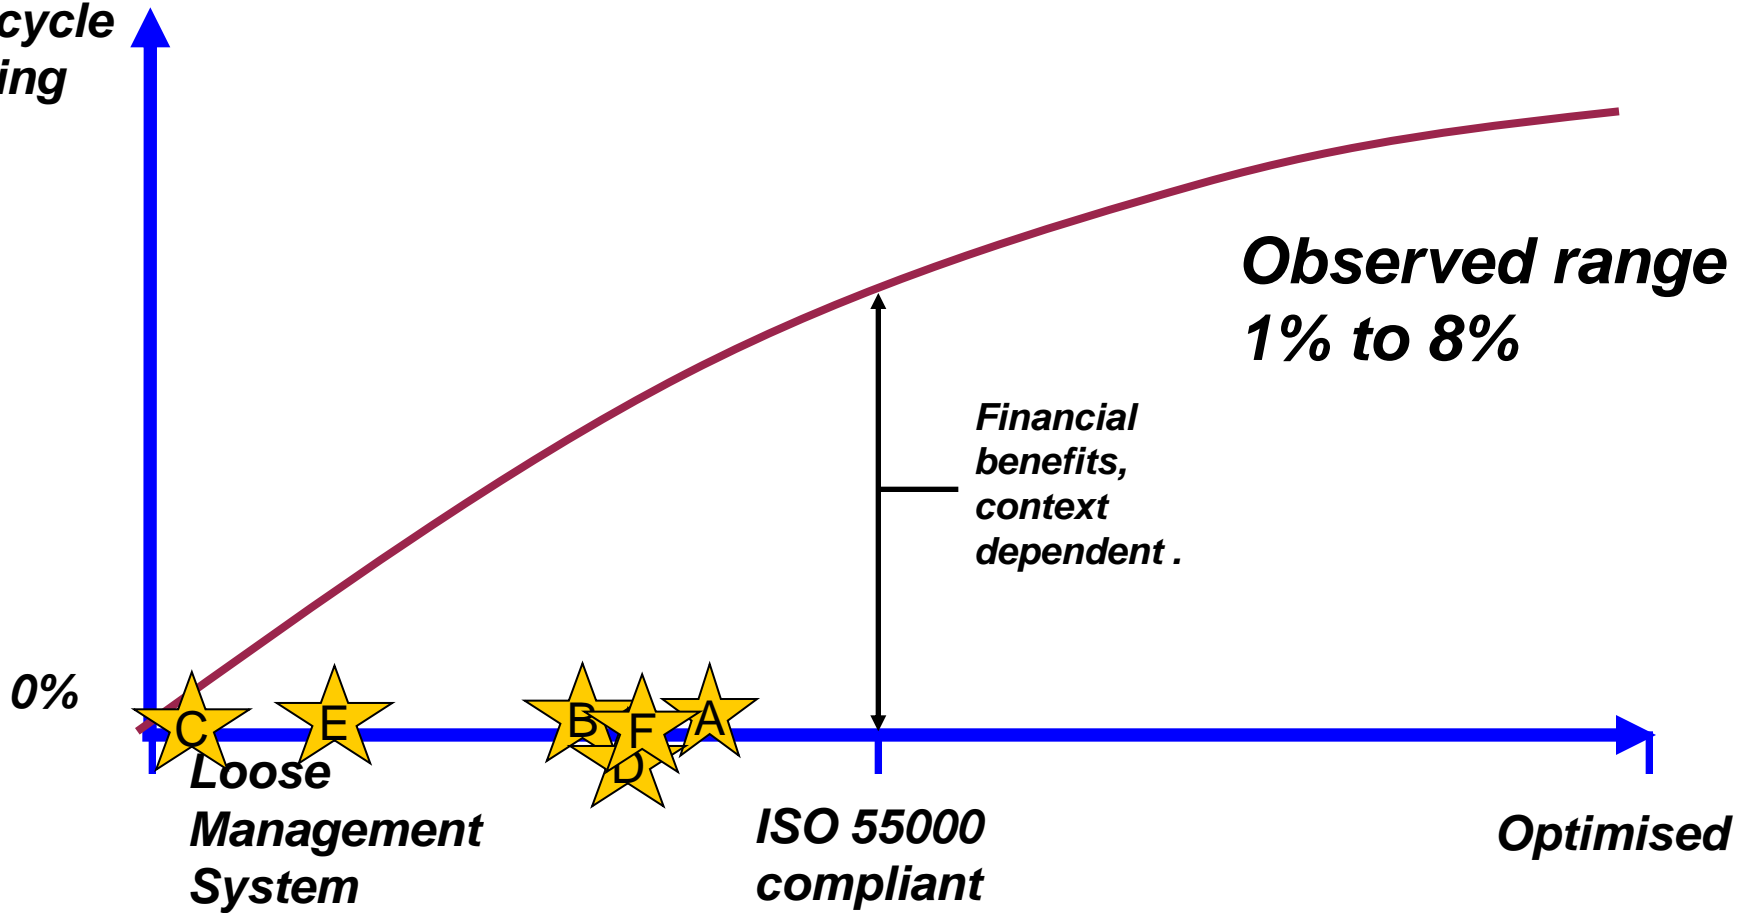 cycle
ing
Observed range
1% to 8%
Financial
benefits,
context
dependent .
0%
C
E
B
F
A
D
Loose
Management
System
ISO 55000
compliant
Optimised